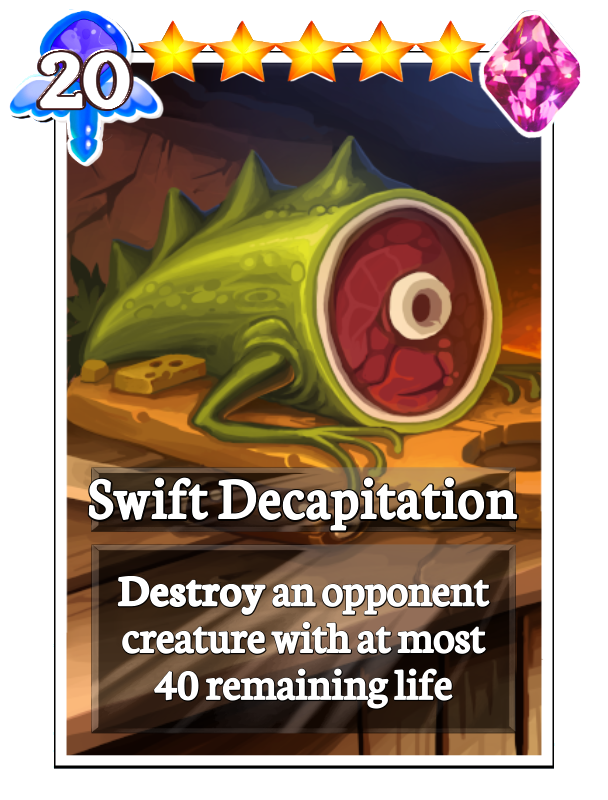 20
Swift Decapitation
Destroy an opponent
creature with at most
40 remaining life